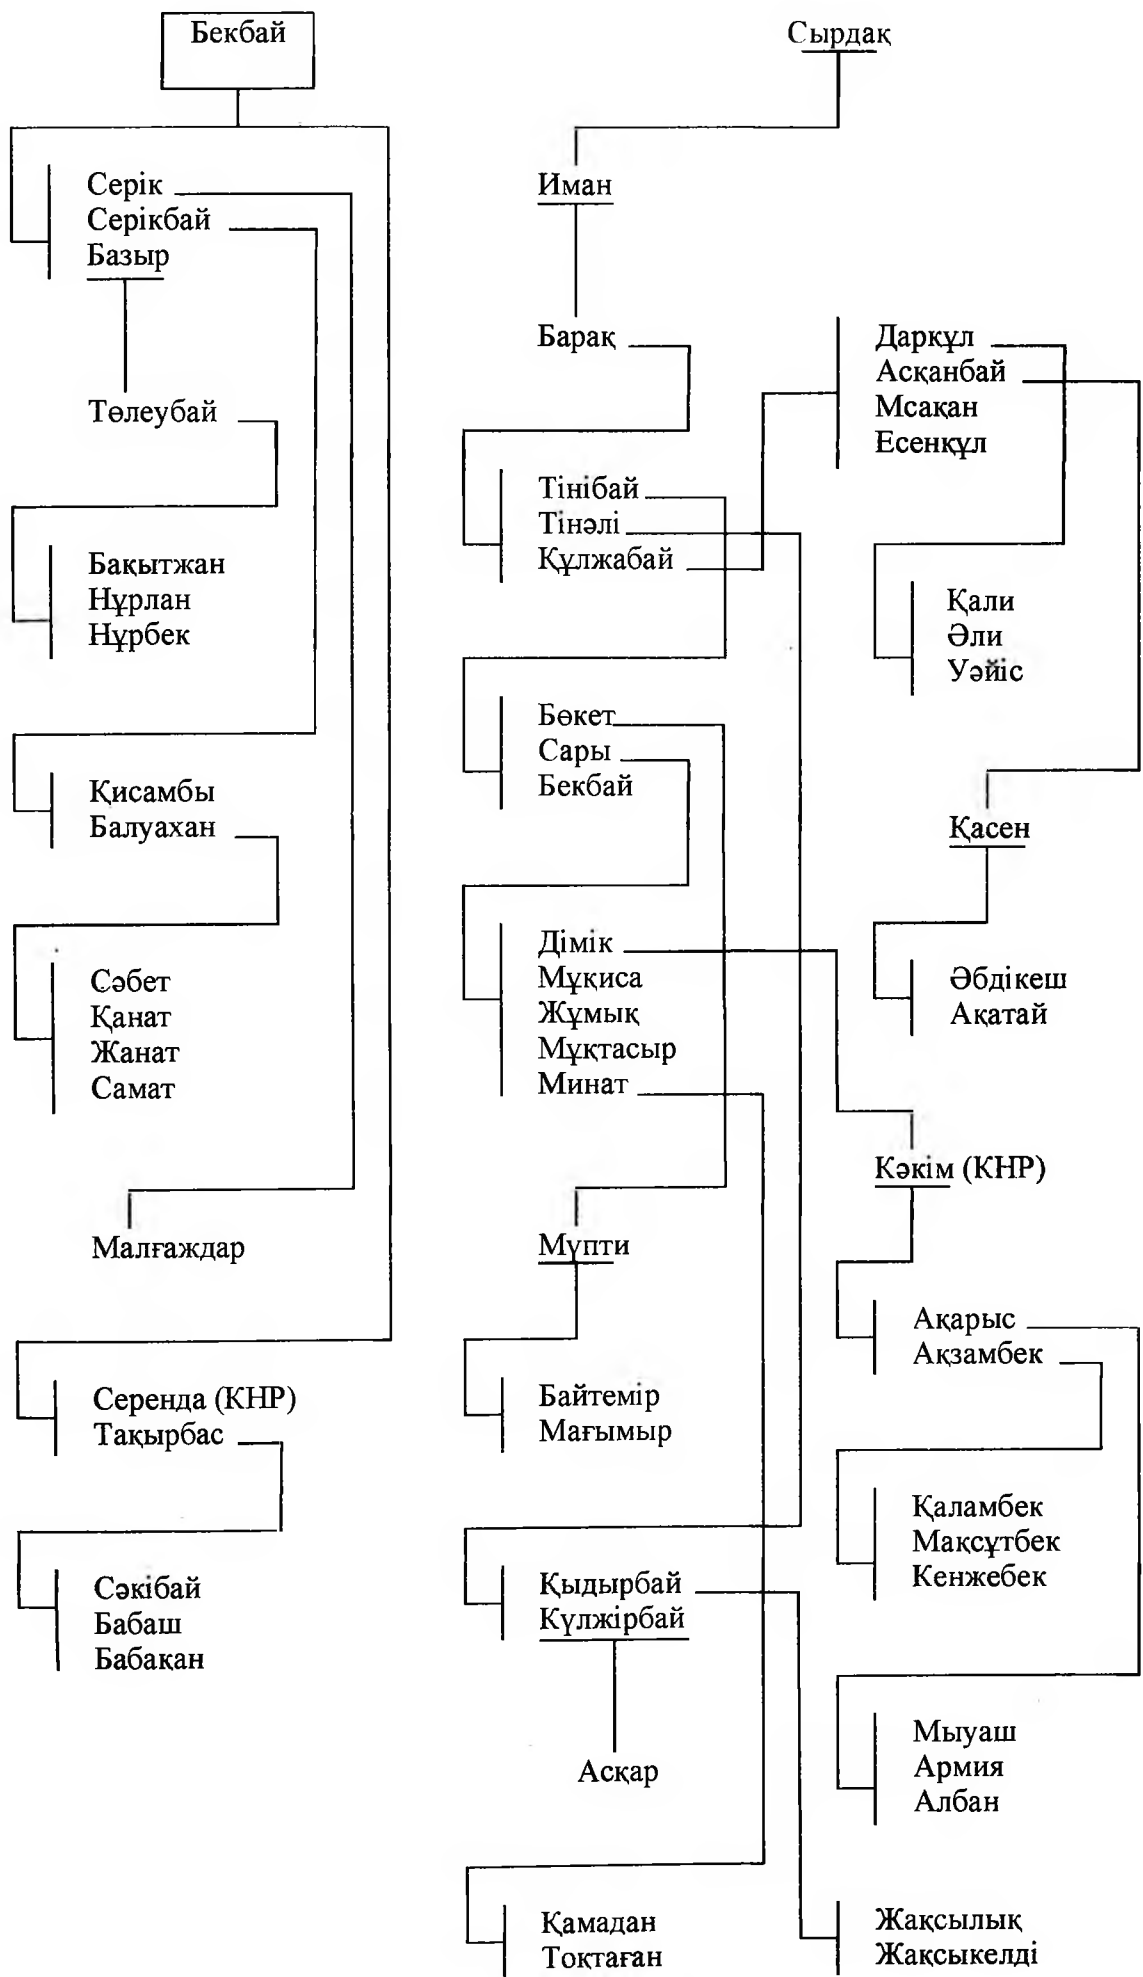 Бекбай
Серік
Серікбай
Базыр
Төлеубай
Бақытжан
Нұрлан
Нұрбек
Қисамбы
Балуахан
Сәбет
Қанат
Жанат
Самат
Малғаждар
Серенда (КНР)
Тақырбас
Сәкібай
Бабаш
Бабақан
Сырдақ
Иман
Барақ
Тінібай
Тінәлі
Құлжабай
Бөкет
Сары
Бекбай
Дімік
Мұқиса
Жұмық
Мұқтасыр
Минат
Мүпти
Байтемір
Мағымыр
Қыдырбай
Күлжірбай
Асқар
Қамадан
Тоқтаған
Дарқұл
Асқанбай
Мсақан
Есенқұл
Қали
Әли
Уәйіс
Қасен
Әбдікеш
Ақатай
Кәкім (КНР)
Ақарыс
Ақзамбек
Қаламбек
Мақсұтбек
Кенжебек
Мыуаш
Армия
Албан
Жақсылық
Жақсыкелді